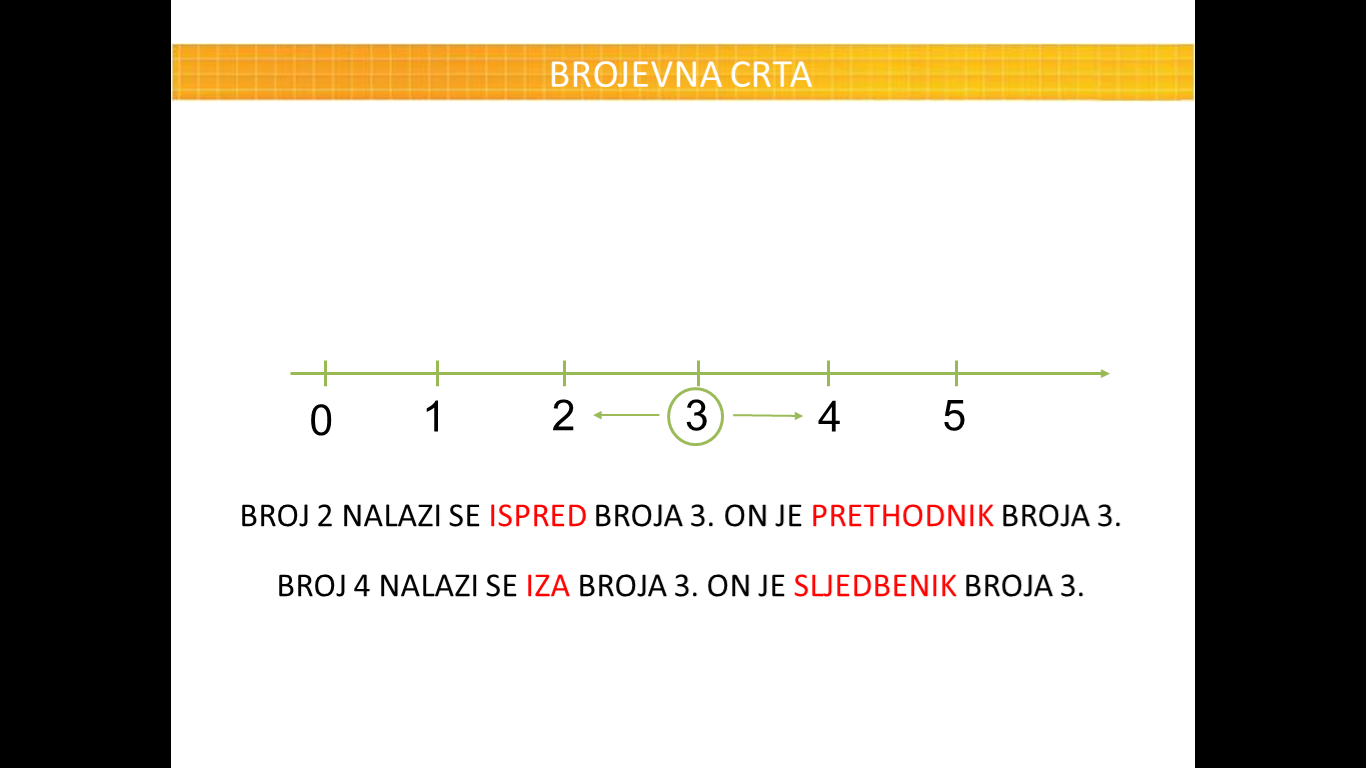 BROJEVNA CRTA
0 1 2 3 4 5
BROJ 2 NALAZI SE ISPRED BROJA 3. ON JE PRETHODNIK BROJA 3.
BROJ 4 NALAZI SE IZA BROJA 3. ON JE SLJEDBENIK BROJA 3.